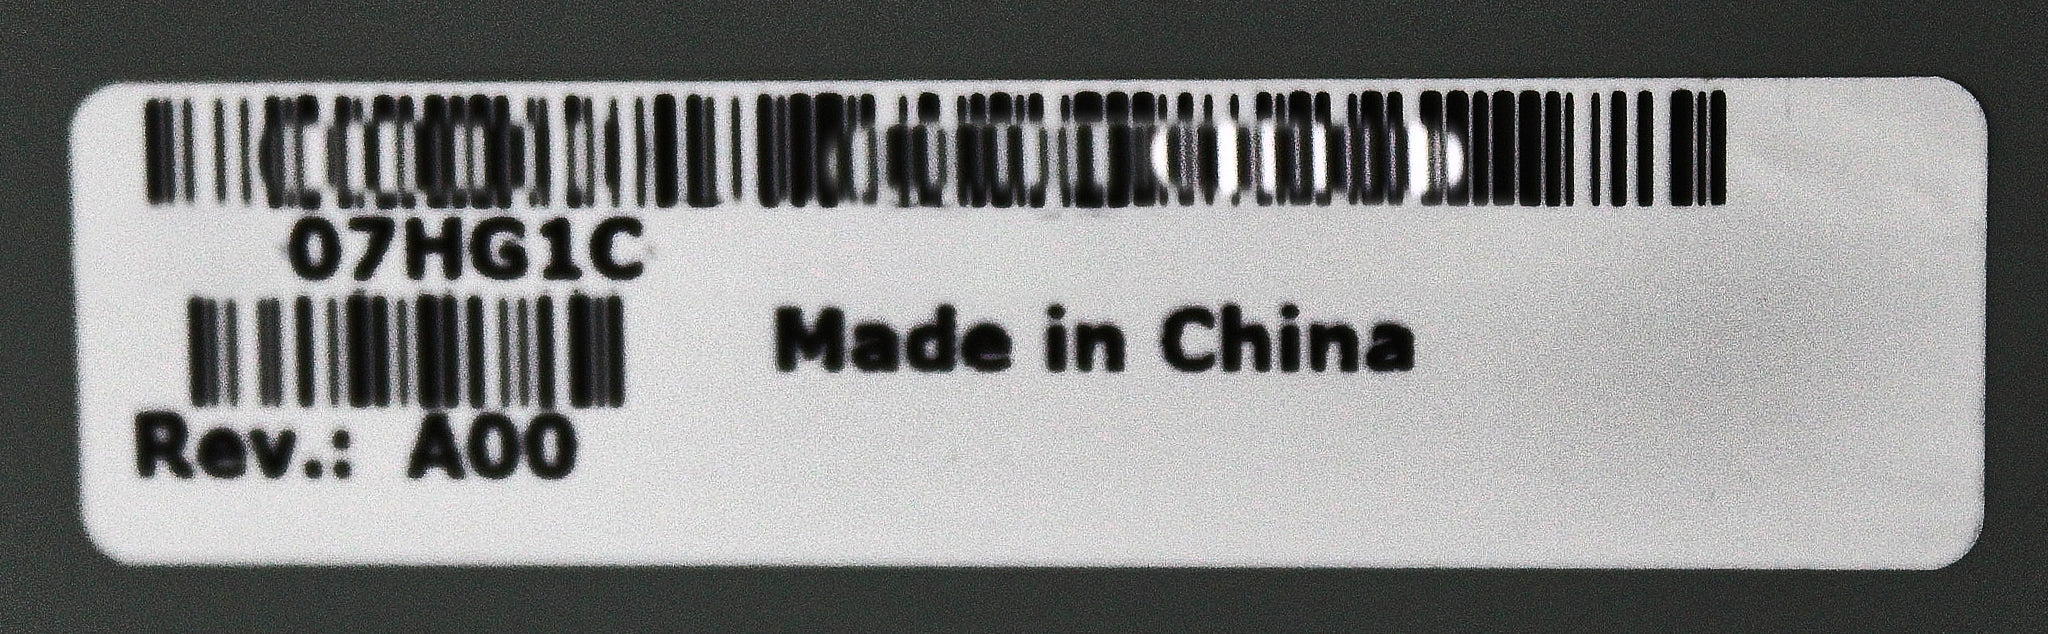 07HG1C
Made in China
Rev.: A00